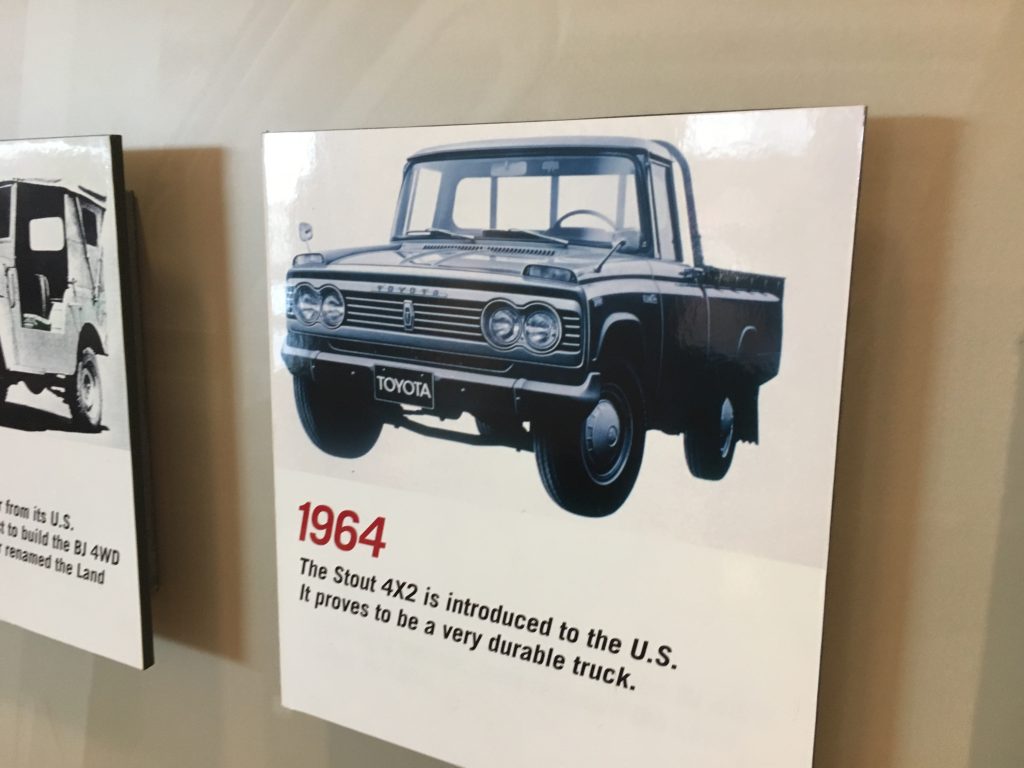 r from its U.S.
t to build the BJ 4WD
r renamed the Land
TOYOTA
TOYOTA
1964
The Stout 4X2 is introduced to the U.S.
It proves to be a very durable truck.